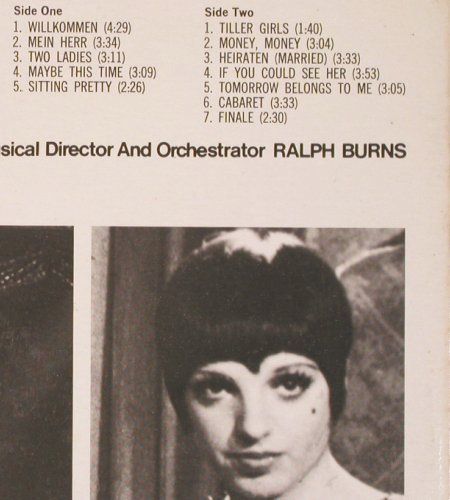 Side One
1. WILLKOMMEN (4:29)
2. MEIN HERR (3:34)
3. TWO LADIES (3:11)
4. MAYBE THIS TIME (3:09)
5. SITTING PRETTY (2:26)
Side Two
1. TILLER GIRLS (1:40)
2. MONEY, MONEY (3:04)
3. HEIRATEN (MARRIED) (3:33)
4. IF YOU COULD SEE HER (3:53)
5. TOMORROW BELONGS TO ME (3:05)
6. CABARET (3:33)
7. FINALE (2:30)
usical Director And Orchestrator RALPH BURNS